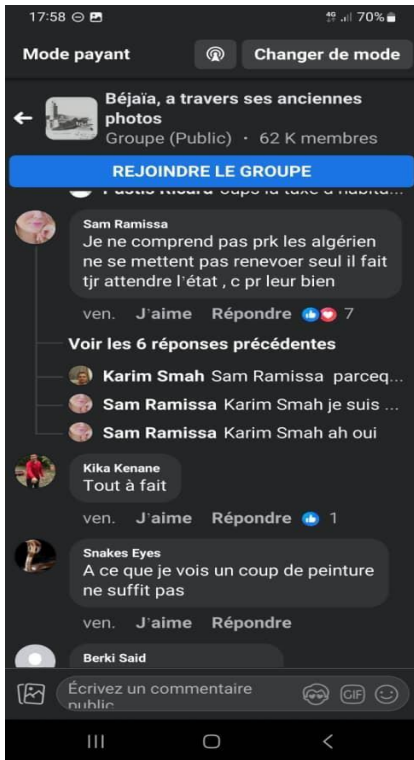 17:58
4G 70%
Mode payant
Changer de mode
Béjaïa, a travers ses anciennes
photos
Groupe (Public) · 62 K membres
REJOINDRE LE GROUPE
Sam Ramissa
Je ne comprend pas prk les algérien
ne se mettent pas renevoer seul il fait
tjr attendre l'état , c pr leur bien
ven. J'aime Répondre 7
Voir les 6 réponses précédentes
Karim Smah Sam Ramissa parceq...
Sam Ramissa Karim Smah je suis ...
Sam Ramissa Karim Smah ah oui
Kika Kenane
Tout à fait
ven. J'aime Répondre 1
Snakes Eyes
A ce que je vois un coup de peinture
ne suffit pas
ven. J'aime Répondre
Berki Said
Écrivez un commentaire
public
GIF